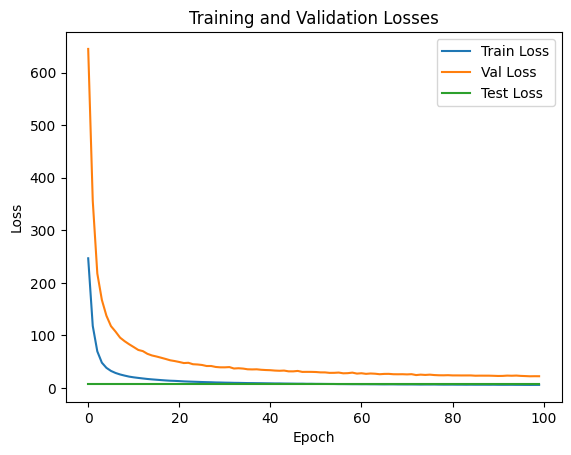 Training and Validation Losses
Train Loss
Val Loss
Test Loss
600
500
400
300
200
100
0
Loss
0 20 40 60 80 100
Epoch